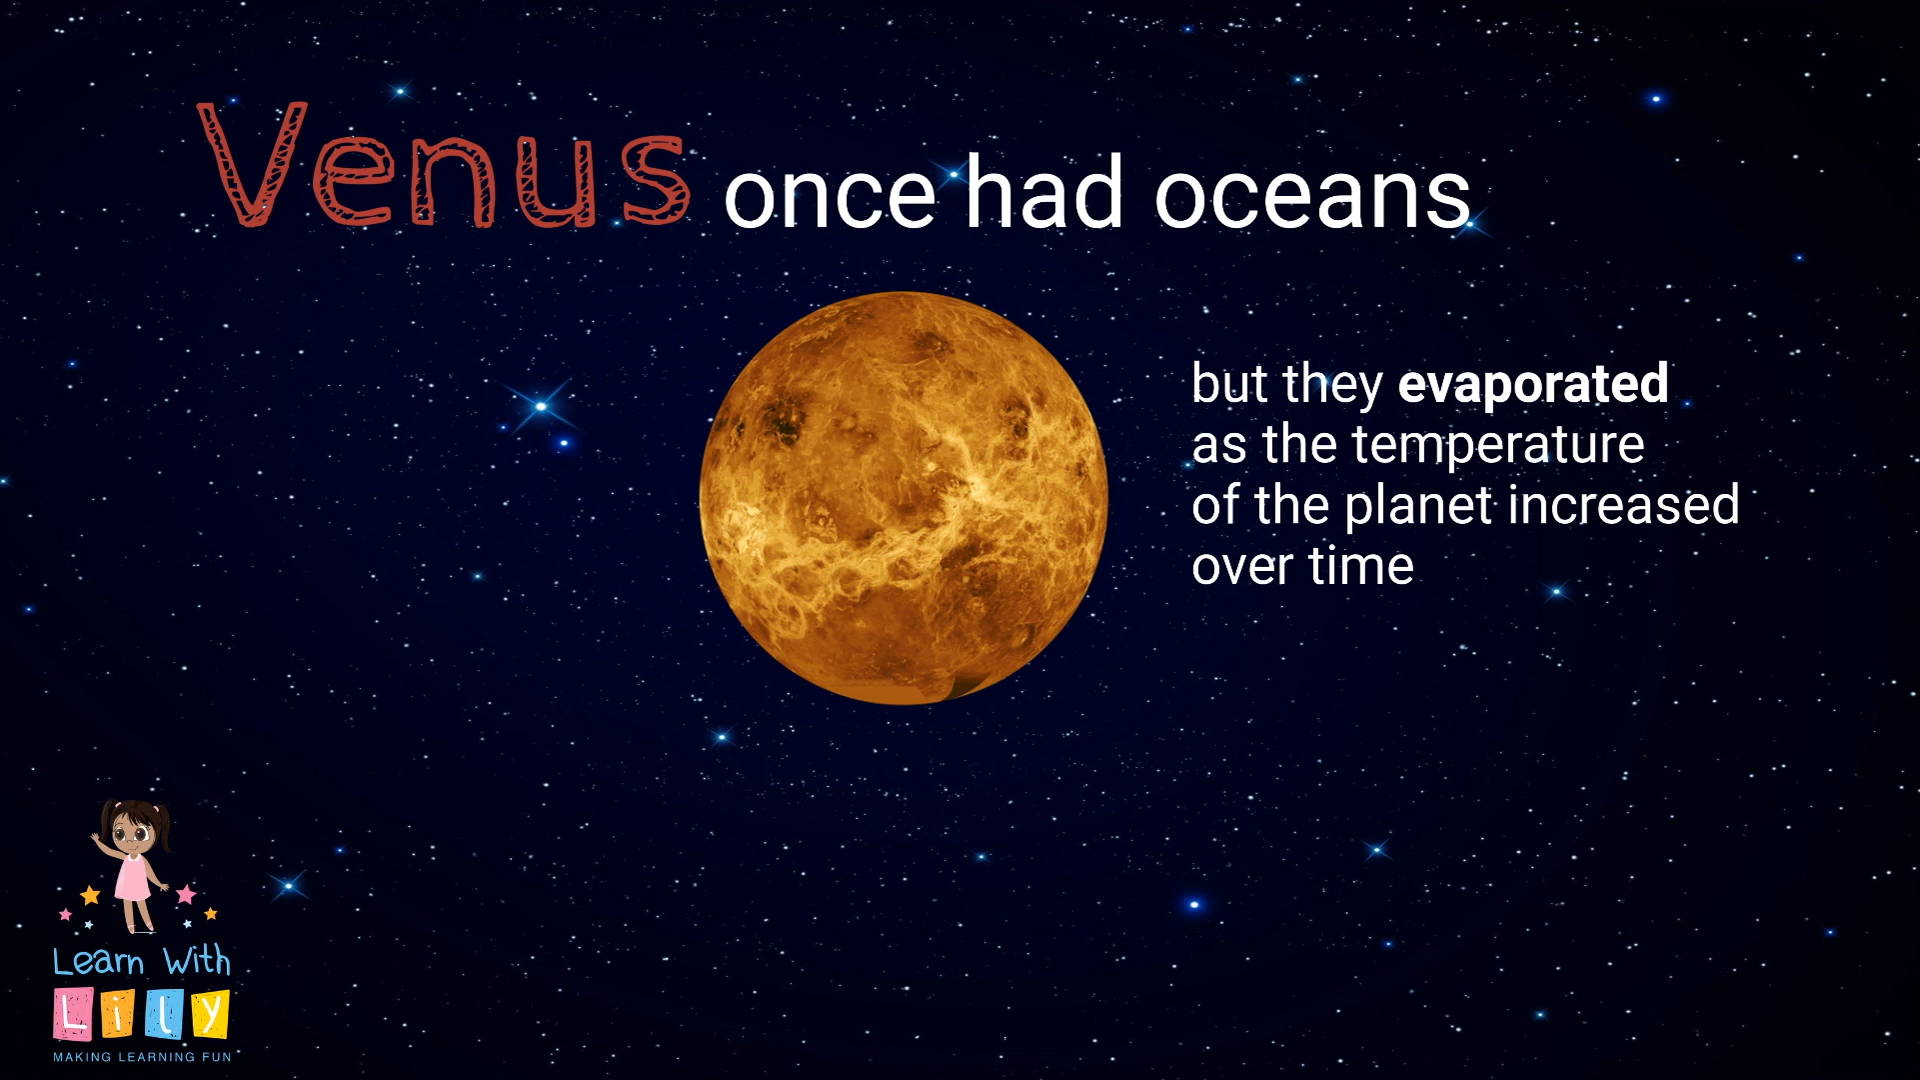 Venus once had oceans
but they evaporated
as the temperature
of the planet increased
over time
Learn With
Lily
MAKING LEARNING FUN